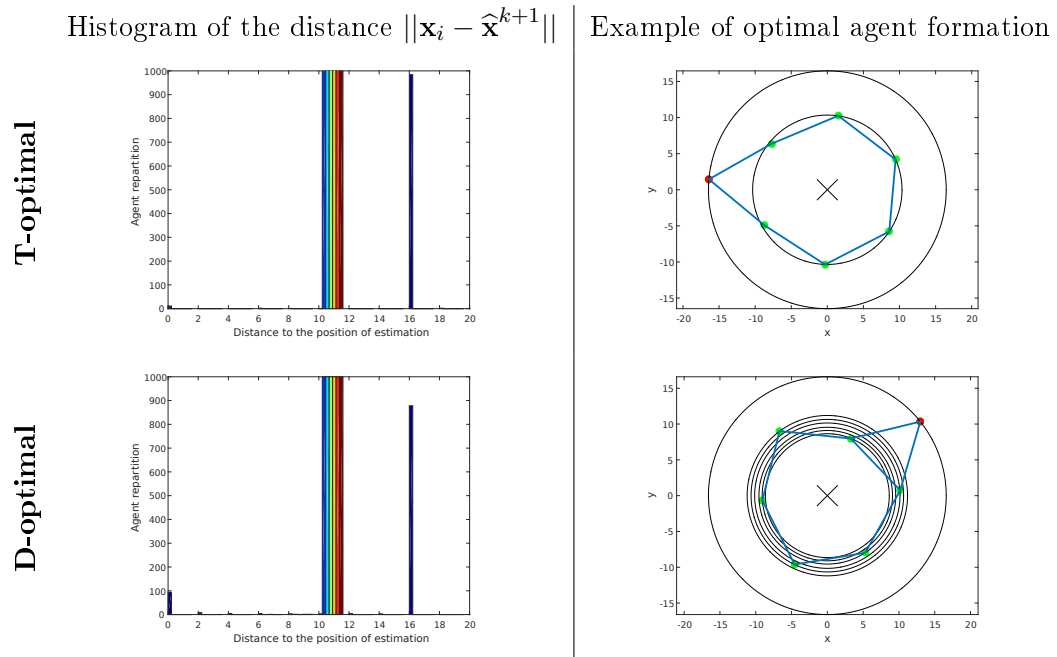 Histogram of the distance ||x_i − x̂^{k+1}||
Example of optimal agent formation
T-optimal
Agent repartition
1000
900
800
700
600
500
400
300
200
100
0
0 2 4 6 8 10 12 14 16 18 20
Distance to the position of estimation
y
15
10
5
0
-5
-10
-15
-20 -15 -10 -5 0 5 10 15 20
x
D-optimal
Agent repartition
1000
900
800
700
600
500
400
300
200
100
0
0 2 4 6 8 10 12 14 16 18 20
Distance to the position of estimation
y
15
10
5
0
-5
-10
-15
-20 -15 -10 -5 0 5 10 15 20
x